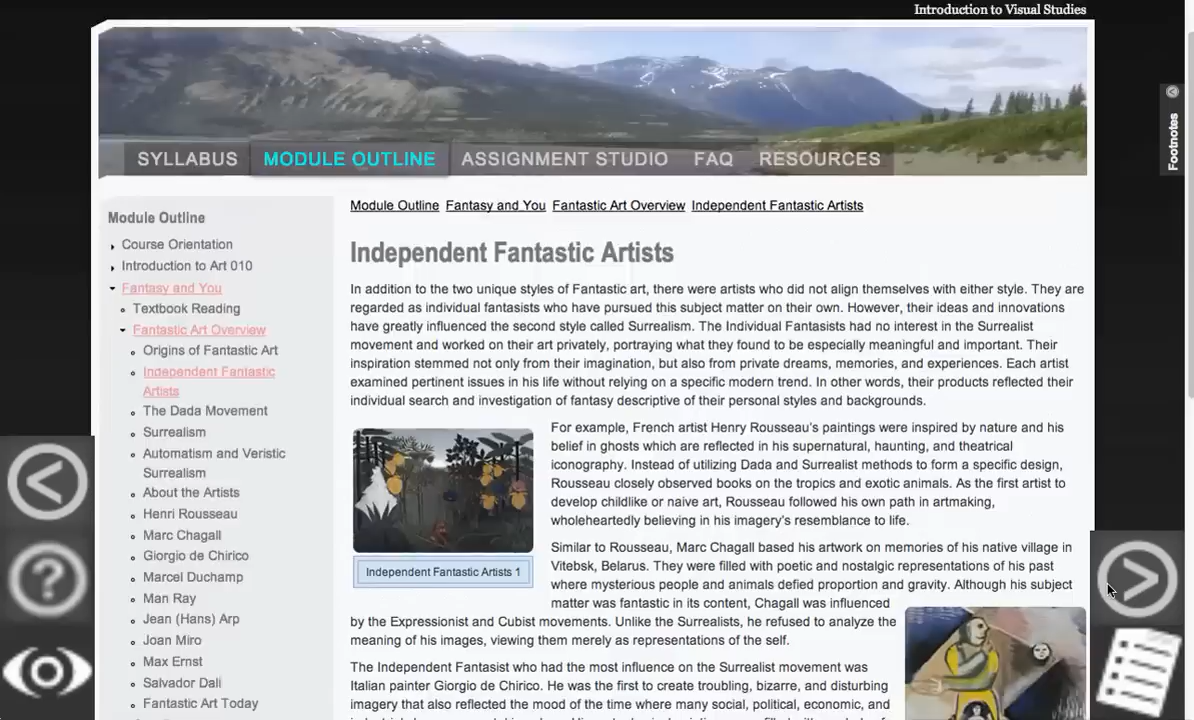 Introduction to Visual Studies
SYLLABUS MODULE OUTLINE ASSIGNMENT STUDIO FAQ RESOURCES
Footnotes
Module Outline
Course Orientation
Introduction to Art 010
Fantasy and You
Textbook Reading
Fantastic Art Overview
Origins of Fantastic Art
Independent Fantastic
Artists
The Dada Movement
Surrealism
Automatism and Veristic
Surrealism
About the Artists
Henri Rousseau
Marc Chagall
Giorgio de Chirico
Marcel Duchamp
Man Ray
Jean (Hans) Arp
Joan Miro
Max Ernst
Salvador Dali
Fantastic Art Today
Module Outline Fantasy and You Fantastic Art Overview Independent Fantastic Artists
Independent Fantastic Artists
In addition to the two unique styles of Fantastic art, there were artists who did not align themselves with either style. They are
regarded as individual fantasists who have pursued this subject matter on their own. However, their ideas and innovations
have greatly influenced the second style called Surrealism. The Individual Fantasists had no interest in the Surrealist
movement and worked on their art privately, portraying what they found to be especially meaningful and important. Their
inspiration stemmed not only from their imagination, but also from private dreams, memories, and experiences. Each artist
examined pertinent issues in his life without relying on a specific modern trend. In other words, their products reflected their
individual search and investigation of fantasy descriptive of their personal styles and backgrounds.
For example, French artist Henry Rousseau's paintings were inspired by nature and his
belief in ghosts which are reflected in his supernatural, haunting, and theatrical
iconography. Instead of utilizing Dada and Surrealist methods to form a specific design,
Rousseau closely observed books on the tropics and exotic animals. As the first artist to
develop childlike or naive art, Rousseau followed his own path in artmaking,
wholeheartedly believing in his imagery's resemblance to life.
Independent Fantastic Artists 1
Similar to Rousseau, Marc Chagall based his artwork on memories of his native village in
Vitebsk, Belarus. They were filled with poetic and nostalgic representations of his past
where mysterious people and animals defied proportion and gravity. Although his subject
matter was fantastic in its content, Chagall was influenced
by the Expressionist and Cubist movements. Unlike the Surrealists, he refused to analyze the
meaning of his images, viewing them merely as representations of the self.
The Independent Fantasist who had the most influence on the Surrealist movement was
Italian painter Giorgio de Chirico. He was the first to create troubling, bizarre, and disturbing
imagery that also reflected the mood of the time where many social, political, economic, and